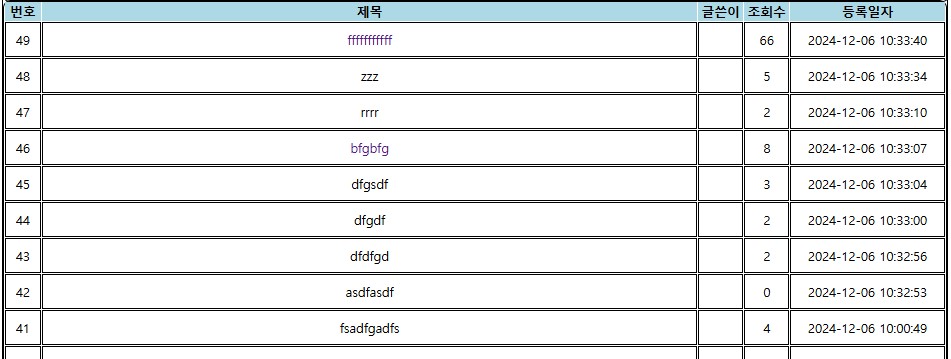 번호 제목 글쓴이 조회수 등록일자
49 fffffffffff 66 2024-12-06 10:33:40
48 zzz 5 2024-12-06 10:33:34
47 rrrr 2 2024-12-06 10:33:10
46 bfgbfg 8 2024-12-06 10:33:07
45 dfgsdf 3 2024-12-06 10:33:04
44 dfgdf 2 2024-12-06 10:33:00
43 dfdfgd 2 2024-12-06 10:32:56
42 asdfasdf 0 2024-12-06 10:32:53
41 fsadfgadfs 4 2024-12-06 10:00:49